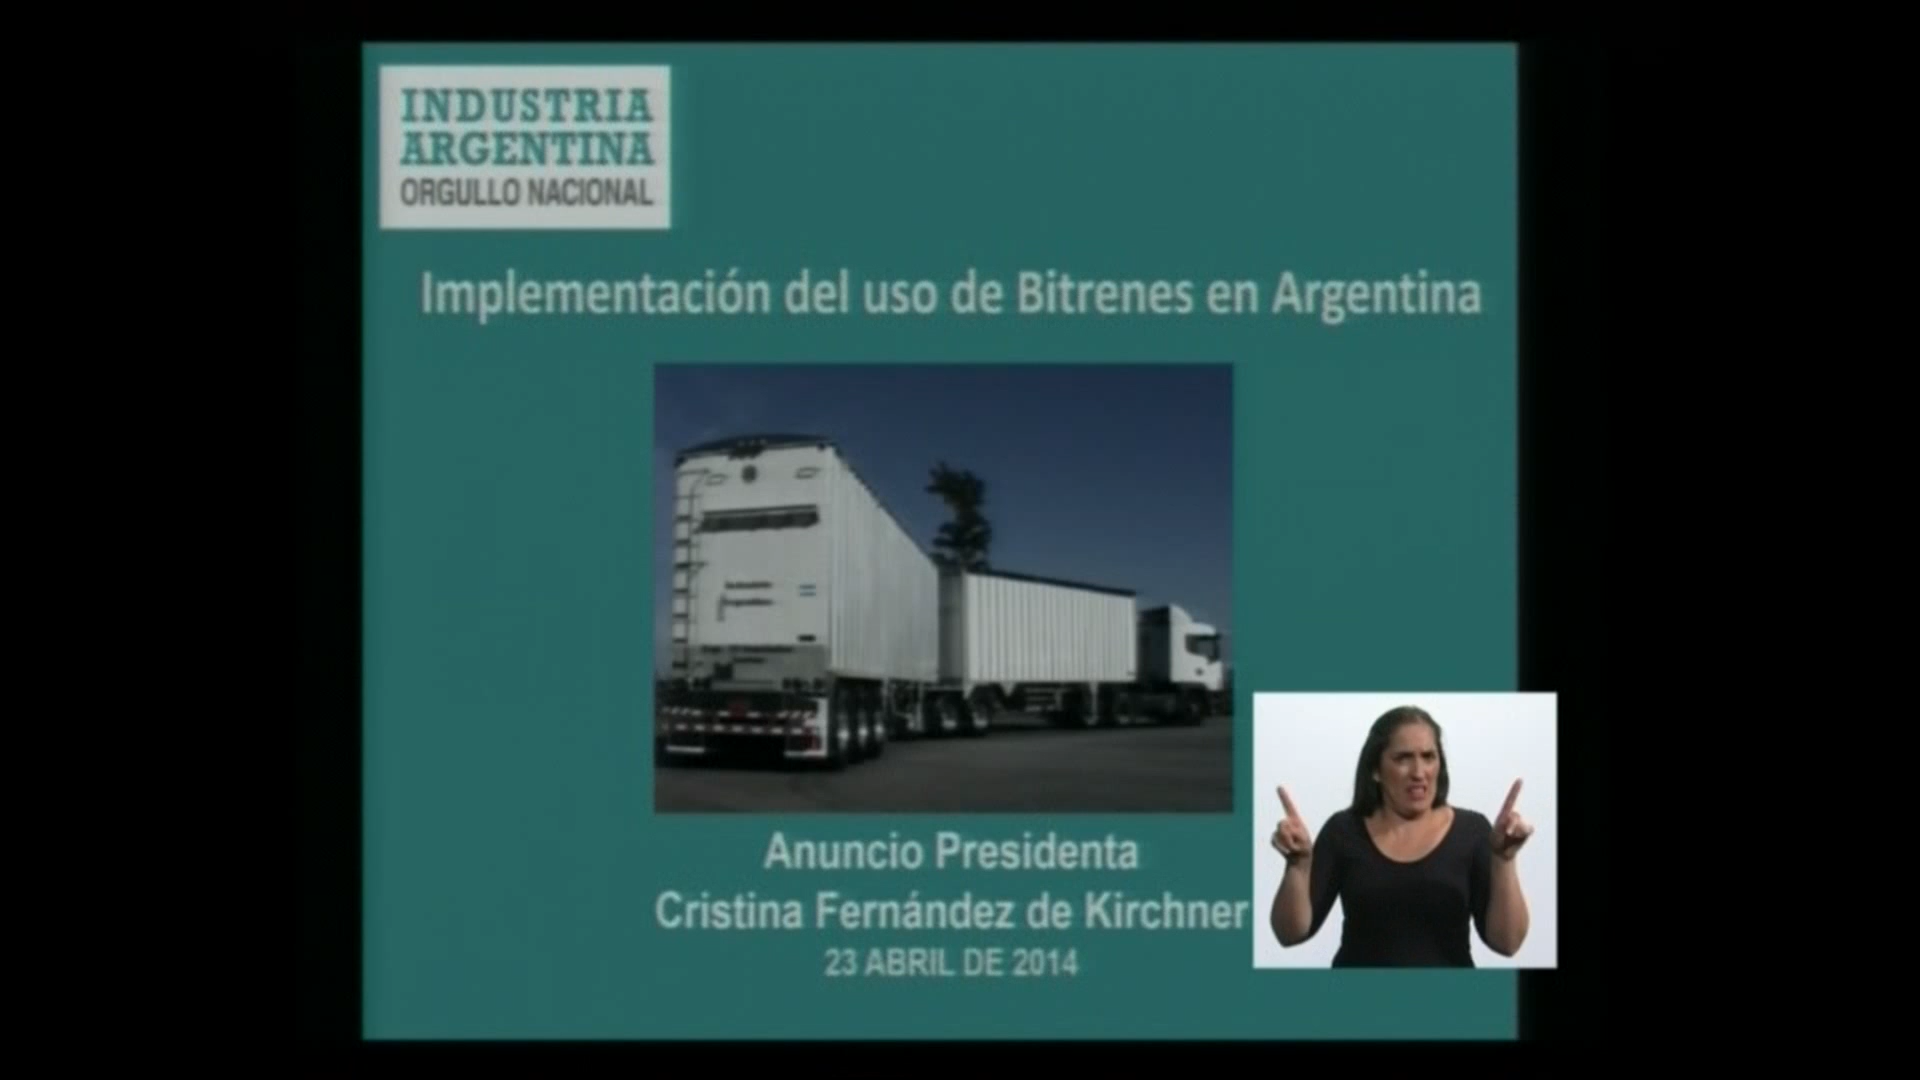 INDUSTRIA
ARGENTINA
ORGULLO NACIONAL
Implementación del uso de Bitrenes en Argentina
Anuncio Presidenta
Cristina Fernández de Kirchner
23 ABRIL DE 2014